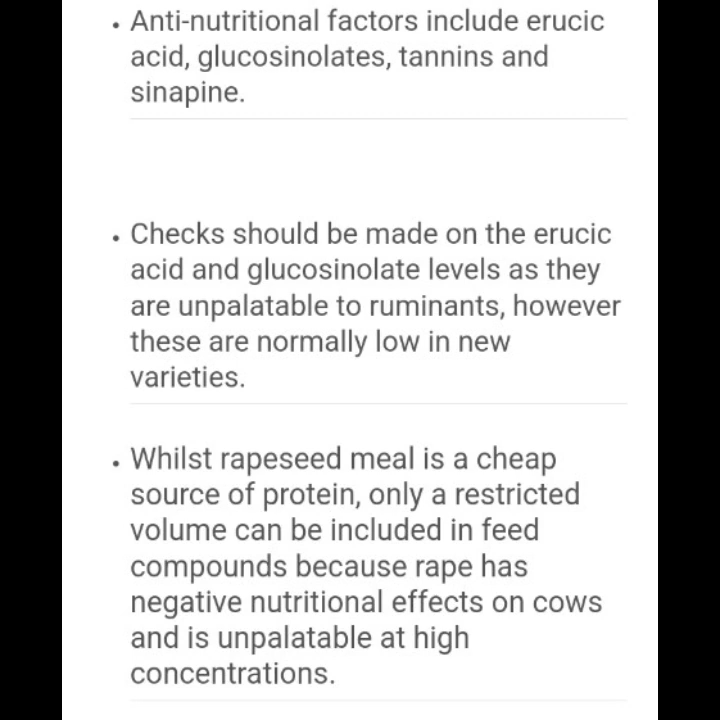 • Anti-nutritional factors include erucic
acid, glucosinolates, tannins and
sinapine.
• Checks should be made on the erucic
acid and glucosinolate levels as they
are unpalatable to ruminants, however
these are normally low in new
varieties.
• Whilst rapeseed meal is a cheap
source of protein, only a restricted
volume can be included in feed
compounds because rape has
negative nutritional effects on cows
and is unpalatable at high
concentrations.